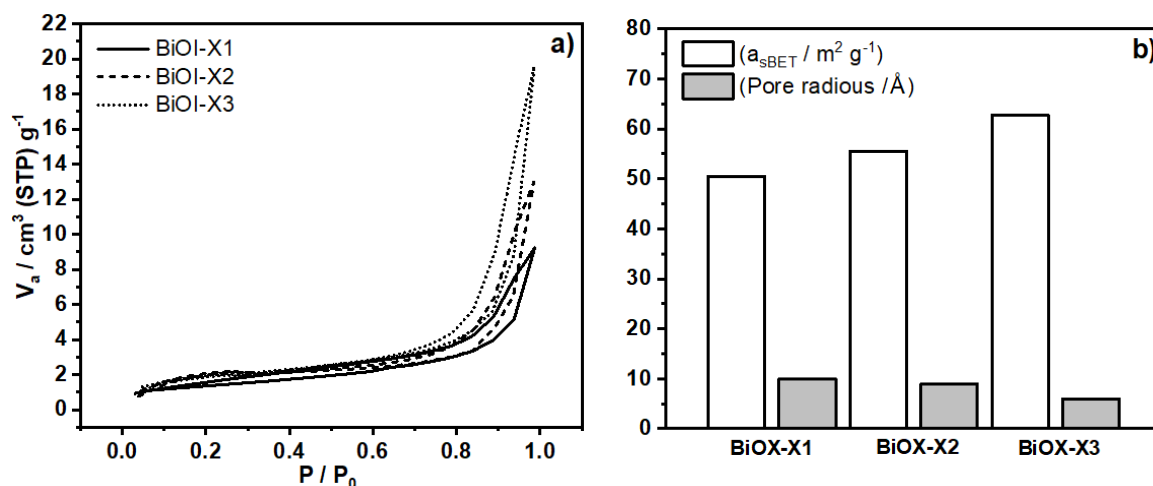 a)
BiOI-X1
BiOI-X2
BiOI-X3
22
20
18
16
14
12
10
8
6
4
2
0
Vₐ / cm³ (STP) g⁻¹
0.0 0.2 0.4 0.6 0.8 1.0
P / P₀
b)
(aₛBET / m² g⁻¹)
(Pore radious /Å)
80
70
60
50
40
30
20
10
0
BiOX-X1 BiOX-X2 BiOX-X3